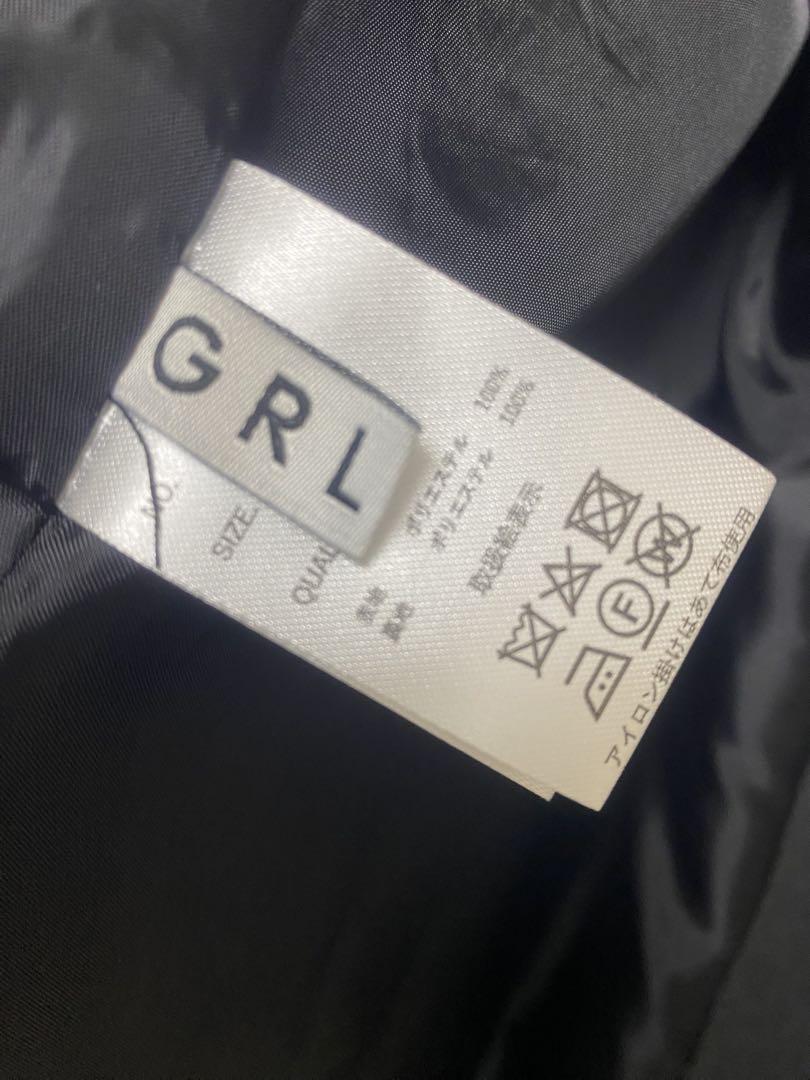 GRL
NO.
SIZE.
QUAL
表地 ポリエステル 100%
裏地 ポリエステル 100%
取扱絵表示
F
W
アイロン掛けはあて布使用